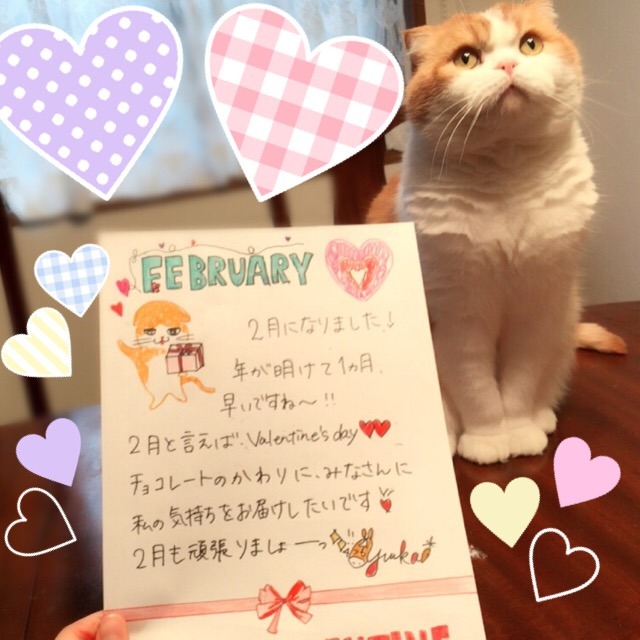 FEBRUARY
2月になりました♩
年が明けて1ヵ月、
早いですね〜!!
2月と言えば、Valentine's day❤❤
チョコレートのかわりに、みなさんに
私の気持ちをお届けしたいです
2月も頑張りましょーっ